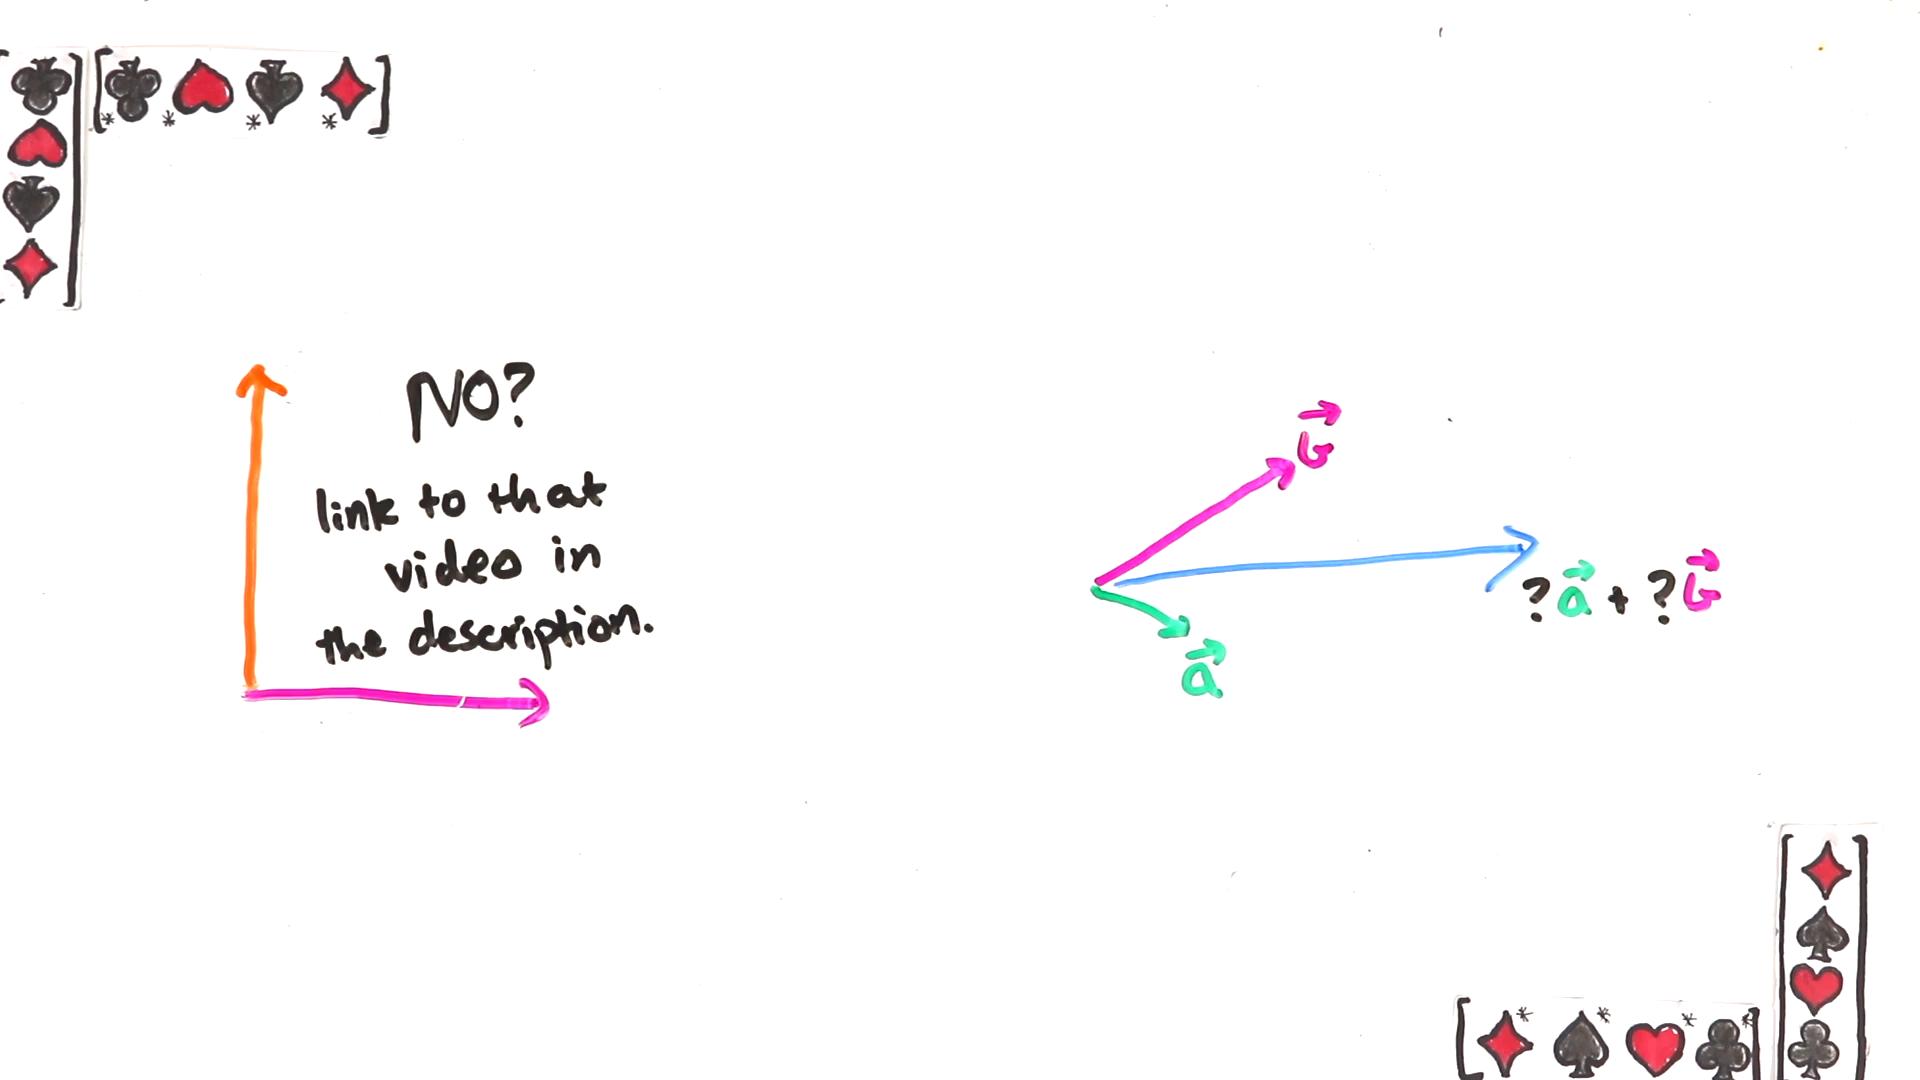 NO?
link to that
video in
the description.
b
?a + ?b
a